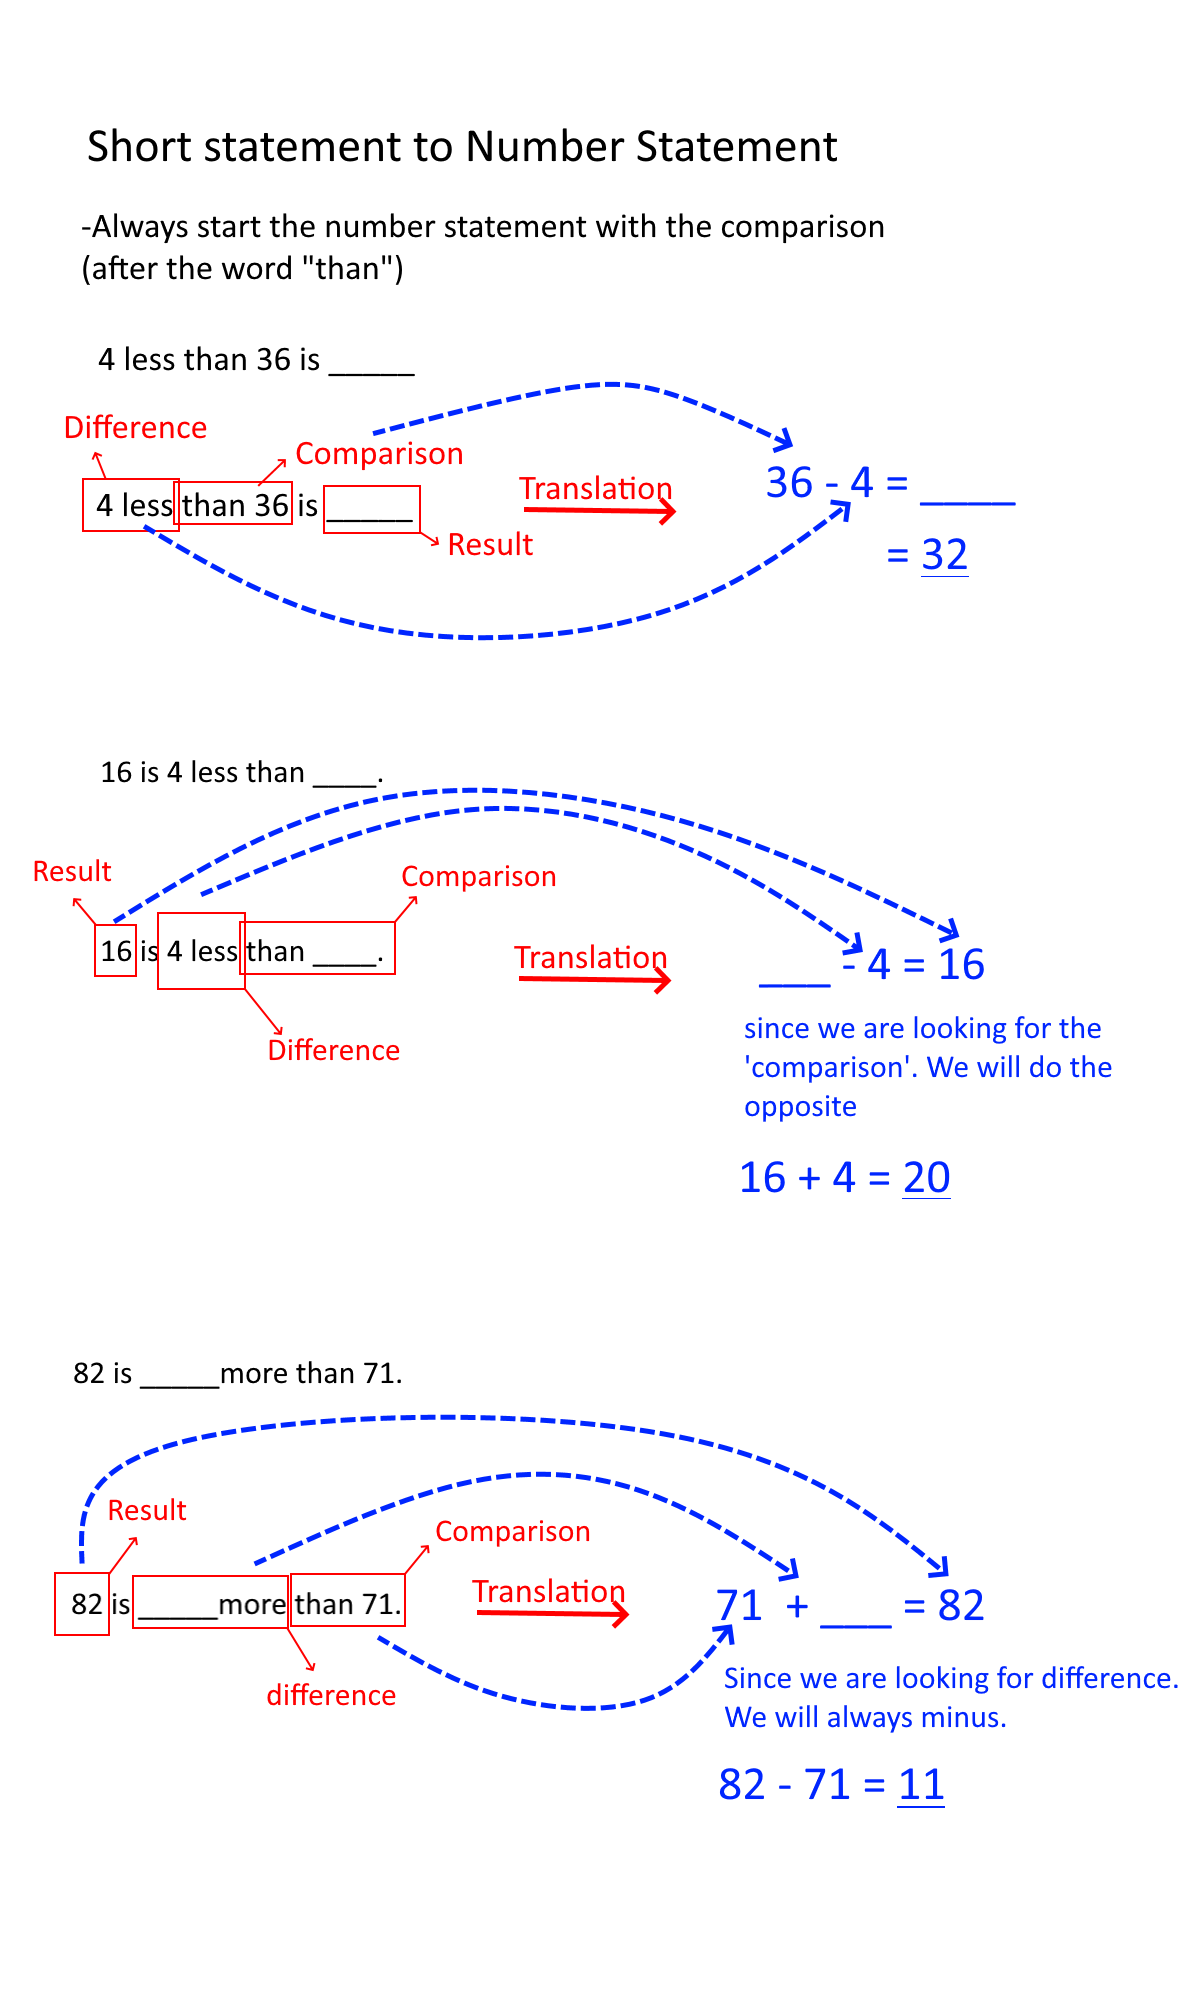 Short statement to Number Statement
-Always start the number statement with the comparison
(after the word "than")
4 less than 36 is _____
Difference
Comparison
4 less than 36 is _____
Result
Translation
36 - 4 = ____
= 32
16 is 4 less than ____.
Result
Comparison
16 is 4 less than ____.
Difference
Translation
___ - 4 = 16
since we are looking for the
'comparison'. We will do the
opposite
16 + 4 = 20
82 is _____more than 71.
Result
Comparison
82 is _____more than 71.
difference
Translation
71 + ___ = 82
Since we are looking for difference.
We will always minus.
82 - 71 = 11